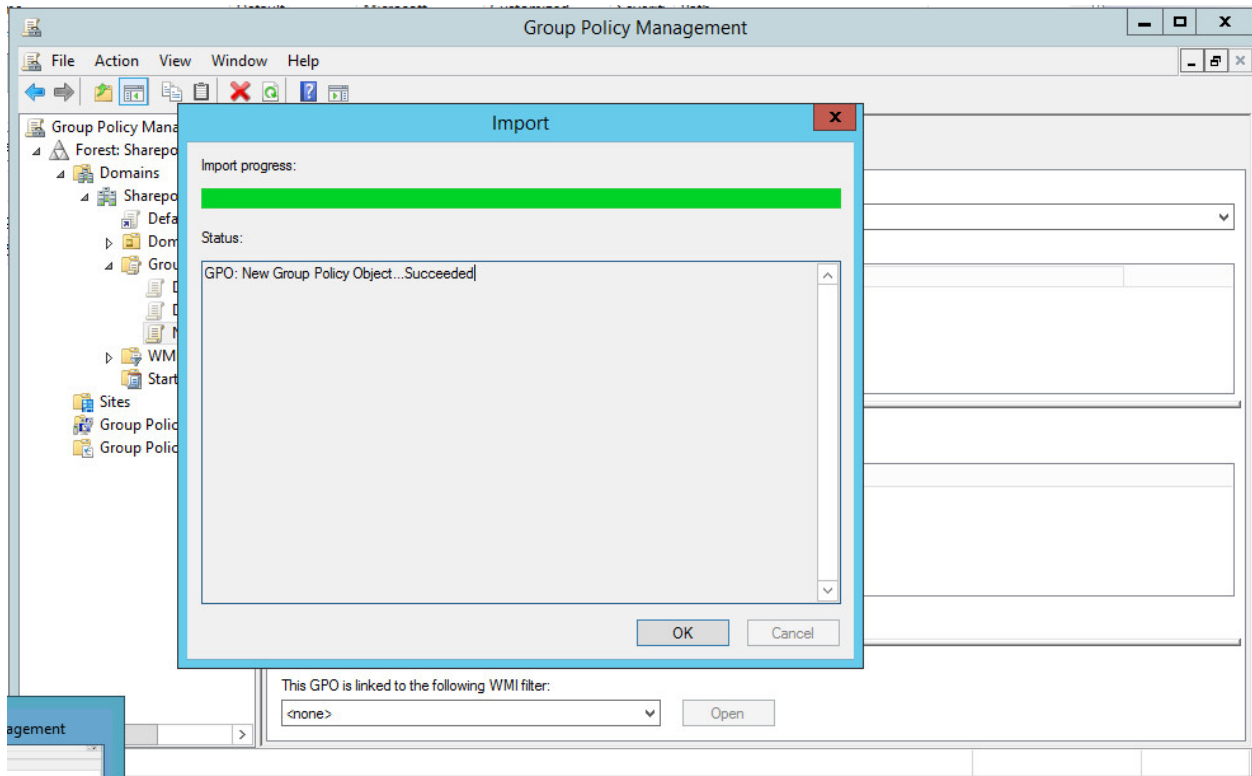 Group Policy Management
File Action View Window Help
Group Policy Mana
Forest: Sharepo
Domains
Sharepo
Defa
Dom
Grou
D
D
N
WM
Start
Sites
Group Polic
Group Polic
Import
Import progress:
Status:
GPO: New Group Policy Object...Succeeded
OK Cancel
This GPO is linked to the following WMI filter:
<none> Open
agement